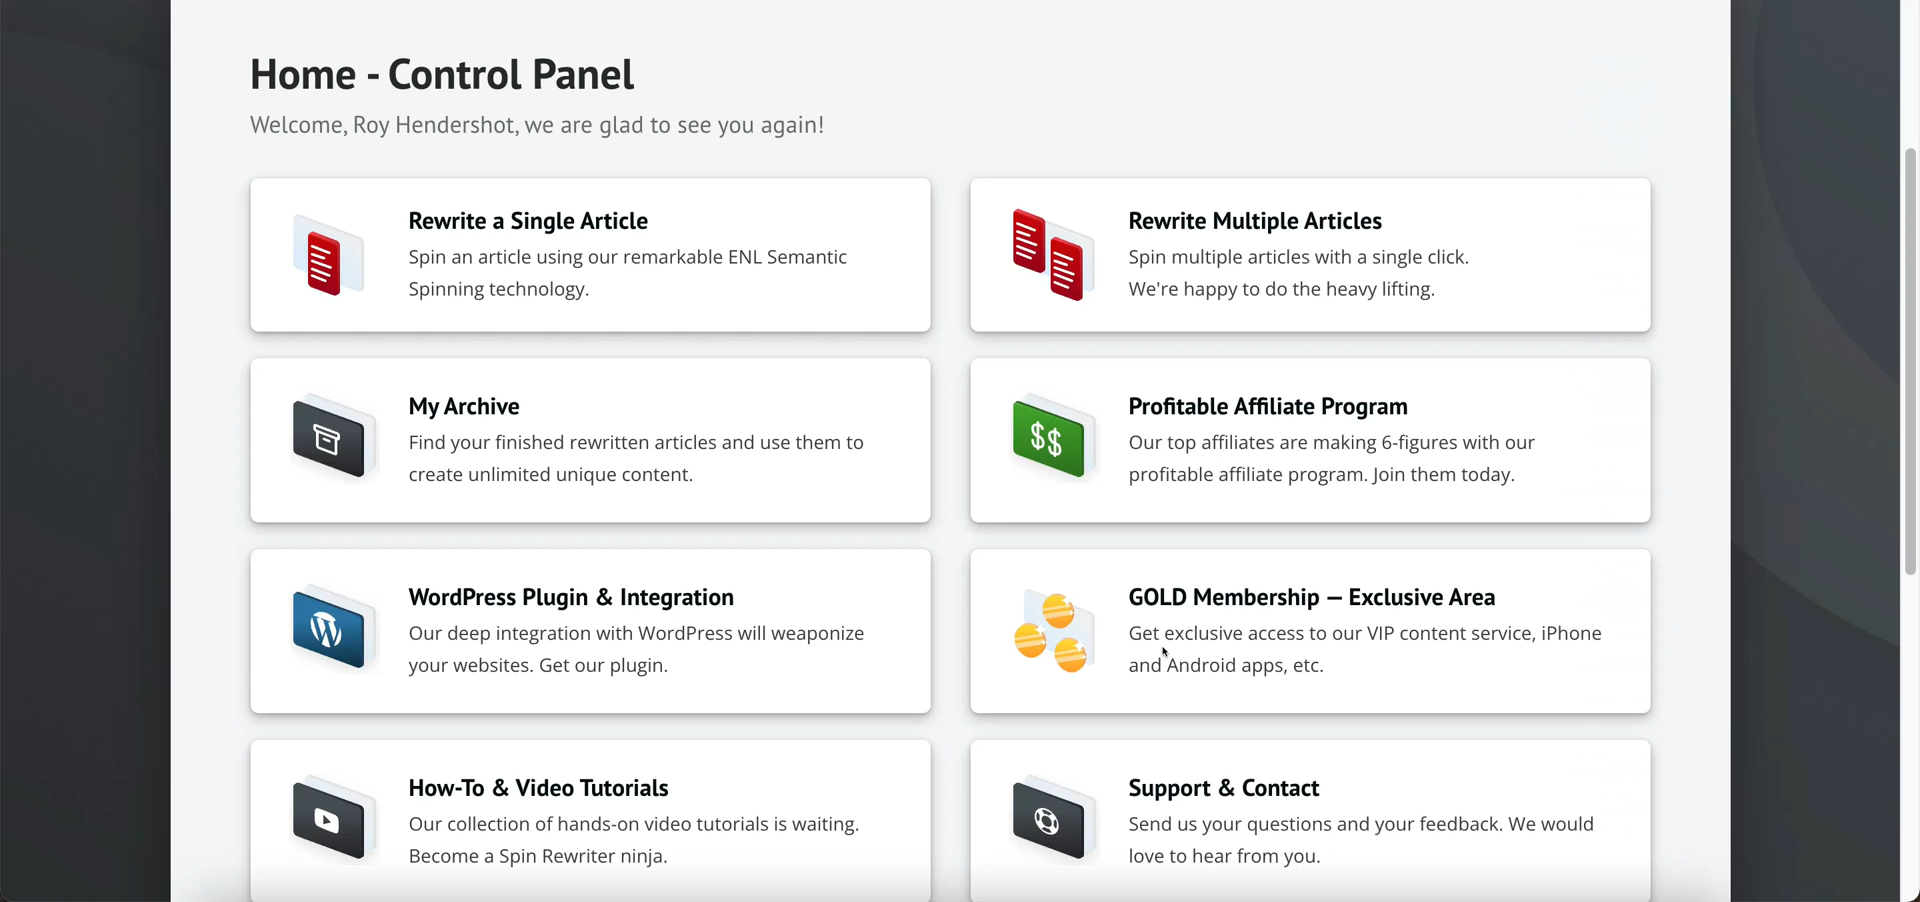 Home - Control Panel
Welcome, Roy Hendershot, we are glad to see you again!
Rewrite a Single Article
Spin an article using our remarkable ENL Semantic
Spinning technology.
Rewrite Multiple Articles
Spin multiple articles with a single click.
We're happy to do the heavy lifting.
My Archive
Find your finished rewritten articles and use them to
create unlimited unique content.
$$
Profitable Affiliate Program
Our top affiliates are making 6-figures with our
profitable affiliate program. Join them today.
WordPress Plugin & Integration
Our deep integration with WordPress will weaponize
your websites. Get our plugin.
GOLD Membership — Exclusive Area
Get exclusive access to our VIP content service, iPhone
and Android apps, etc.
How-To & Video Tutorials
Our collection of hands-on video tutorials is waiting.
Become a Spin Rewriter ninja.
Support & Contact
Send us your questions and your feedback. We would
love to hear from you.